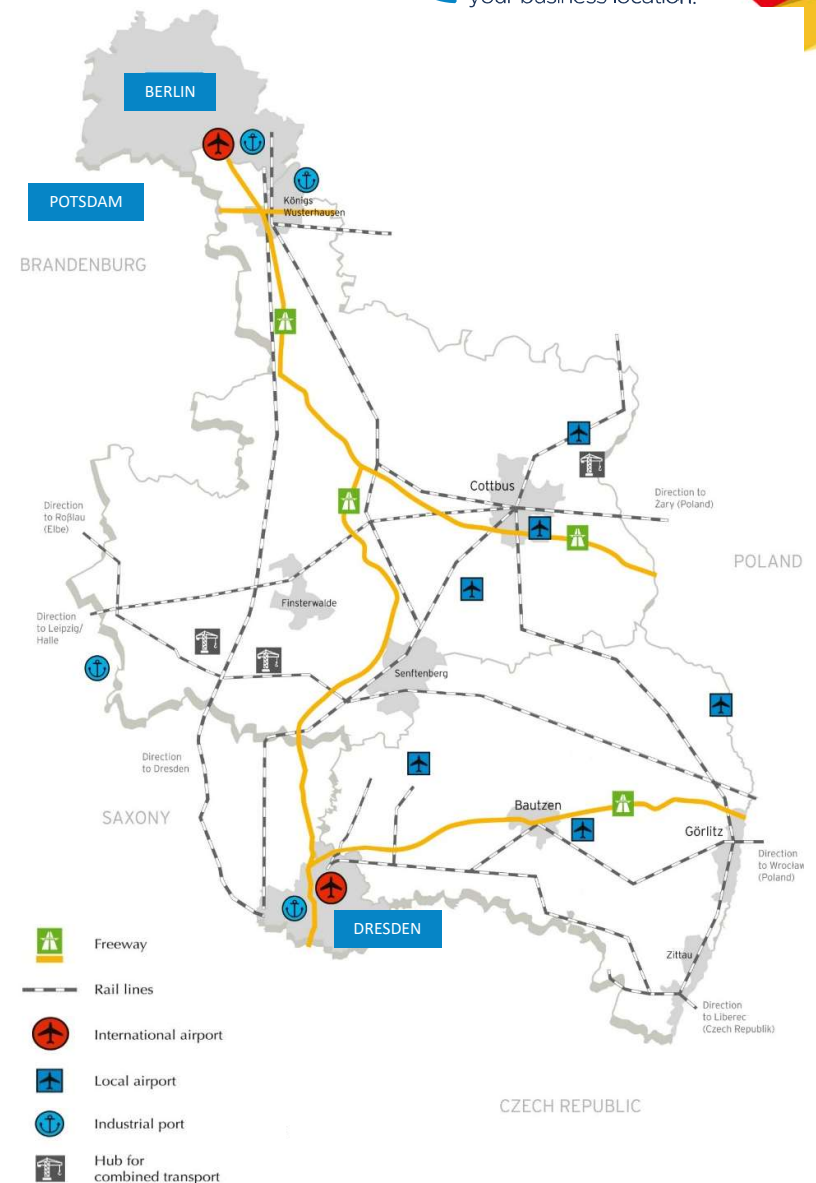 your business location.
BERLIN
Königs
Wusterhausen
POTSDAM
BRANDENBURG
Cottbus
Direction to
Zary (Poland)
Direction
to Roßlau
(Elbe)
POLAND
Finsterwalde
Direction
to Leipzig/
Halle
Senftenberg
Direction
to Dresden
SAXONY
Bautzen
Görlitz
Direction
to Wrocław
(Poland)
DRESDEN
Zittau
Direction
to Liberec
(Czech Republik)
CZECH REPUBLIC
Freeway
Rail lines
International airport
Local airport
Industrial port
Hub for
combined transport